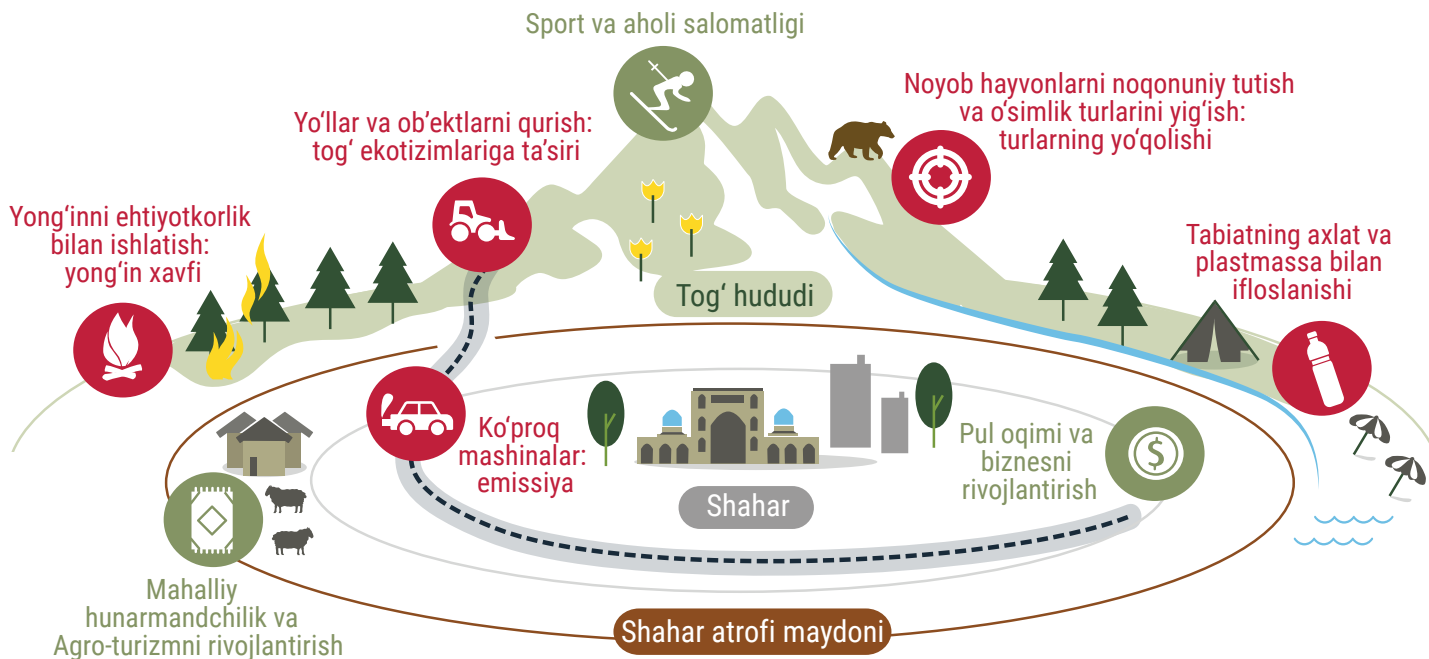 Sport va aholi salomatligi
Yo‘llar va ob’ektlarni qurish:
tog‘ ekotizimlariga ta’siri
Noyob hayvonlarni noqonuniy tutish
va o‘simlik turlarini yig‘ish:
turlarning yo‘qolishi
Yong‘inni ehtiyotkorlik
bilan ishlatish:
yong‘in xavfi
Tabiatning axlat va
plastmassa bilan
ifloslanishi
Tog‘ hududi
Ko‘proq
mashinalar:
emissiya
Pul oqimi va
biznesni
rivojlantirish
$
Shahar
Mahalliy
hunarmandchilik va
Agro-turizmni rivojlantirish
Shahar atrofi maydoni